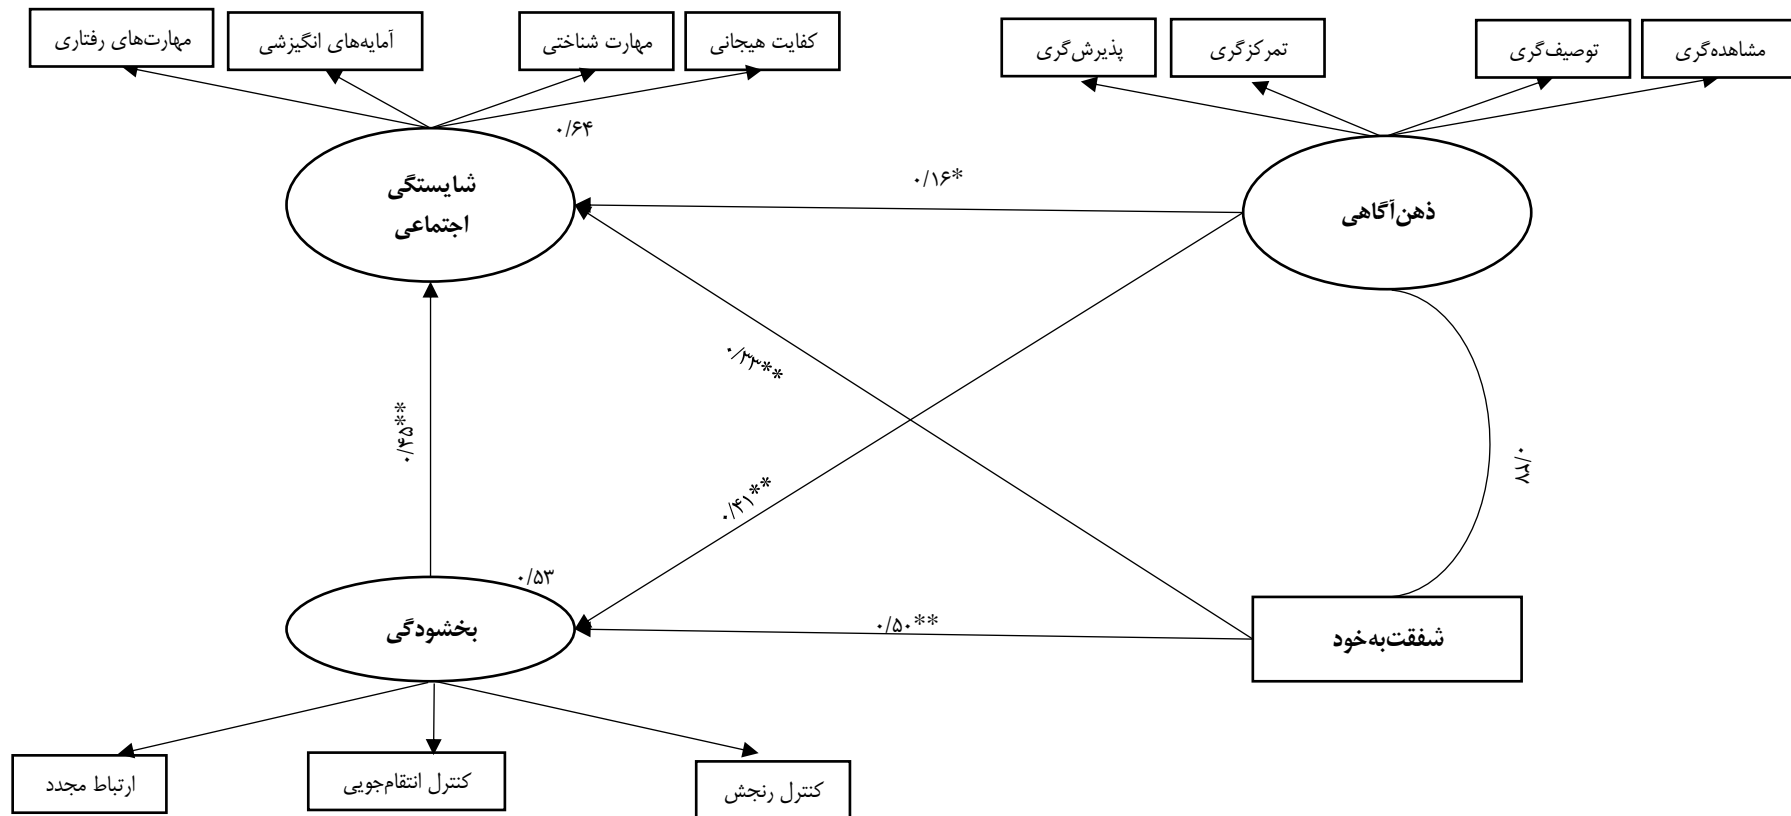 مشاهده‌گری
توصیف‌گری
تمرکزگری
پذیرش‌گری
کفایت هیجانی
مهارت شناختی
آمایه‌های انگیزشی
مهارت‌های رفتاری
۰/۶۴
۰/۱۶*
ذهن‌آگاهی
شایستگی
اجتماعی
۰/۳۳**
۰/۴۵**
۰/۴۱**
۰/۲۷
۰/۵۳
۰/۵۰**
شفقت‌به‌خود
بخشودگی
کنترل رنجش
کنترل انتقام‌جویی
ارتباط مجدد